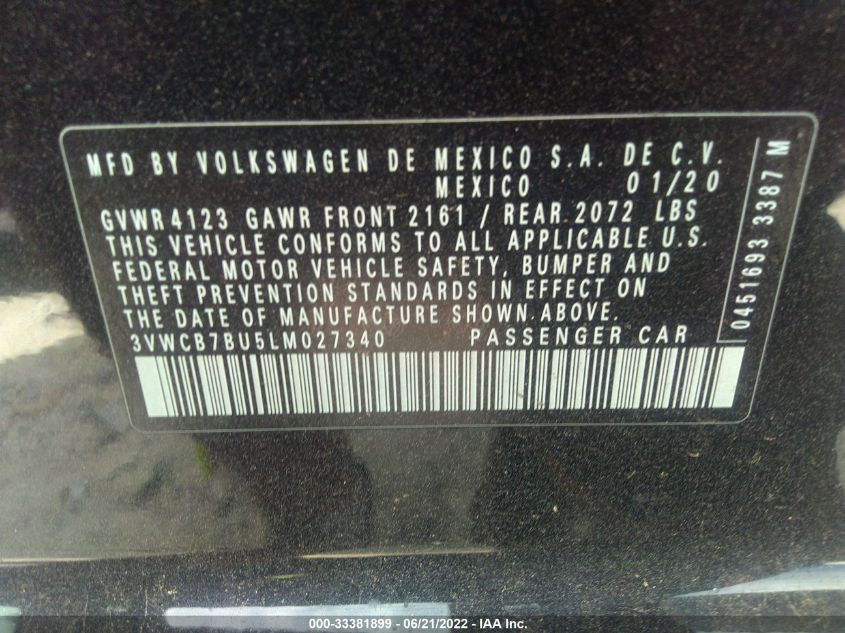 MFD BY VOLKSWAGEN DE MEXICO S.A. DE C.V.
MEXICO 01/20
GVWR 4123 GAWR FRONT 2161 / REAR 2072 LBS
THIS VEHICLE CONFORMS TO ALL APPLICABLE U.S.
FEDERAL MOTOR VEHICLE SAFETY, BUMPER AND
THEFT PREVENTION STANDARDS IN EFFECT ON
THE DATE OF MANUFACTURE SHOWN ABOVE.
3VWCB7BU5LM027340 PASSENGER CAR
0451693 3387 M
000-33381899 - 06/21/2022 - IAA Inc.